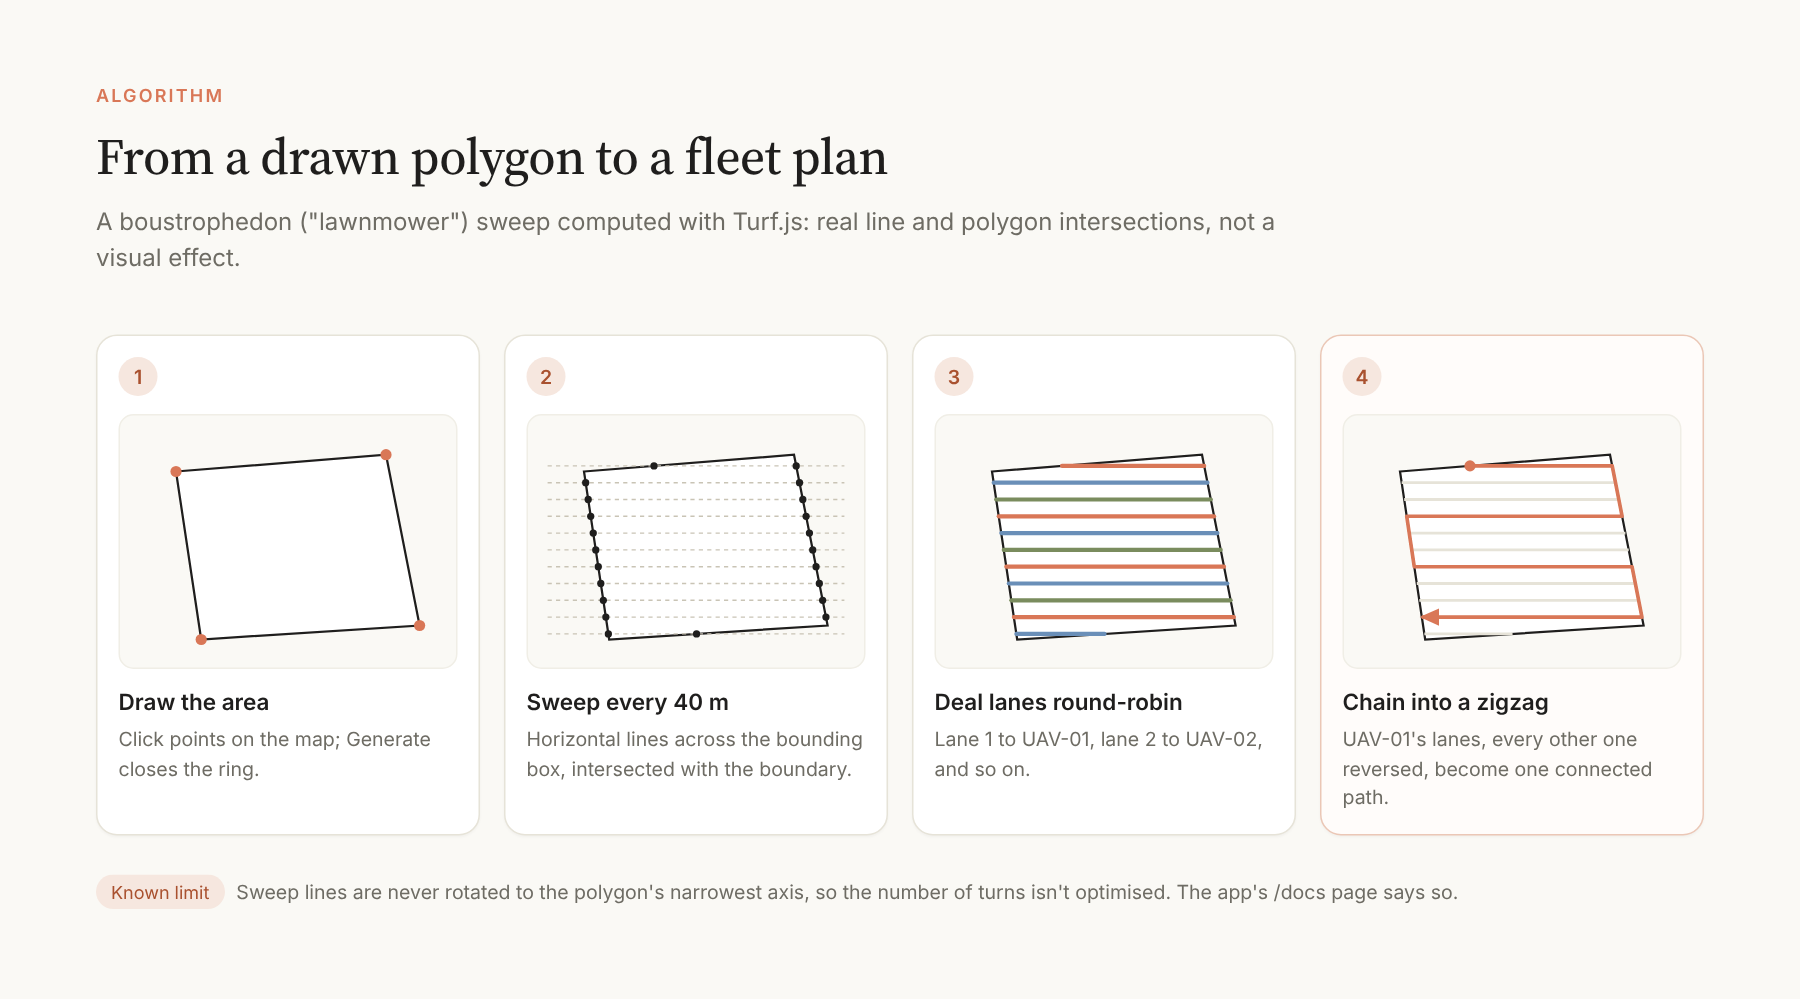 ALGORITHM
From a drawn polygon to a fleet plan
A boustrophedon ("lawnmower") sweep computed with Turf.js: real line and polygon intersections, not a
visual effect.
1
Draw the area
Click points on the map; Generate
closes the ring.
2
Sweep every 40 m
Horizontal lines across the bounding
box, intersected with the boundary.
3
Deal lanes round-robin
Lane 1 to UAV-01, lane 2 to UAV-02,
and so on.
4
Chain into a zigzag
UAV-01's lanes, every other one
reversed, become one connected
path.
Known limit Sweep lines are never rotated to the polygon's narrowest axis, so the number of turns isn't optimised. The app's /docs page says so.